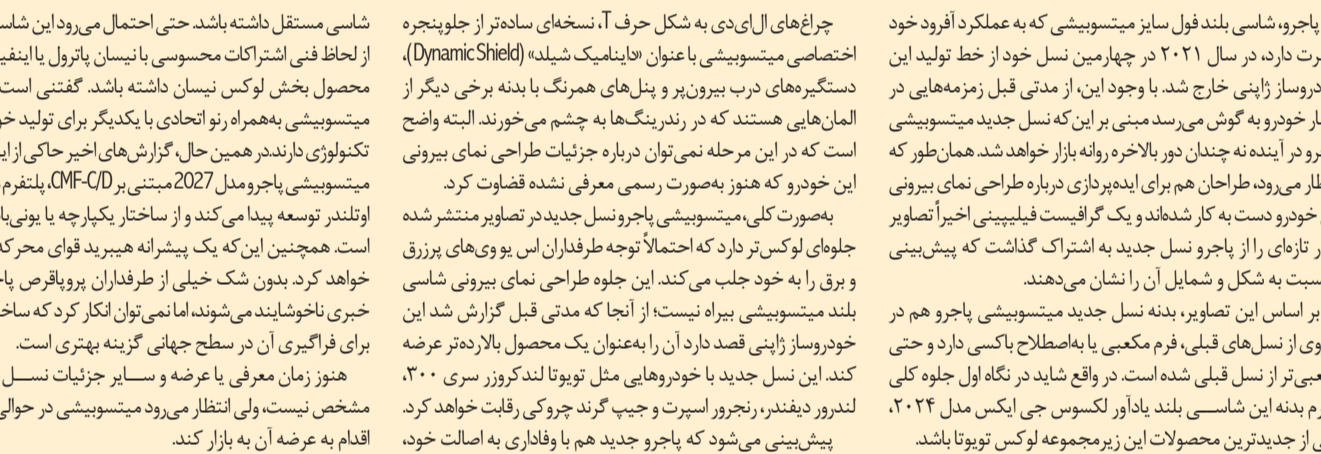 پاجرو، شاسی بلند فول سایز میتسوبیشی که به عملکرد آفرود خود
دارد، در سال ۲۰۲۱ در چهارمین نسل خود از خط تولید این
ژاپنی خارج شد. با وجود این، از مدتی قبل زمزمه‌هایی در
خودرو به گوش می‌رسد مبنی بر این‌که نسل جدید میتسوبیشی
در آینده نه چندان دور بالاخره روانه بازار خواهد شد. همان‌طور که
می‌رود، طراحان هم برای ایده‌پردازی درباره طراحی نمای بیرونی
خودرو دست به کار شده‌اند و یک گرافیست فیلیپینی اخیراً تصاویر
تازه‌ای را از پاجرو نسل جدید به اشتراک گذاشت که پیش‌بینی
به شکل و شمایل آن را نشان می‌دهند.
بر اساس این تصاویر، بدنه نسل جدید میتسوبیشی پاجرو هم در
از نسل‌های قبلی، فرم مکعبی یا به‌اصطلاح باکسی دارد و حتی
از نسل قبلی شده است. در واقع شاید در نگاه اول جلوه کلی
بدنه این شاسی بلند یادآور لکسوس جی ایکس مدل ۲۰۲۴،
از جدیدترین محصولات این زیرمجموعه لوکس تویوتا باشد.
چراغ‌های ال‌ای‌دی به شکل حرف T، نسخه‌ای ساده‌تر از جلوپنجره
اختصاصی میتسوبیشی با عنوان «داینامیک شیلد» (Dynamic Shield)،
دستگیره‌های درب بیرون‌پر و پنل‌های همرنگ با بدنه برخی دیگر از
المان‌هایی هستند که در رندرینگ‌ها به چشم می‌خورند. البته واضح
است که در این مرحله نمی‌توان درباره جزئیات طراحی نمای بیرونی
این خودرو که هنوز به‌صورت رسمی معرفی نشده قضاوت کرد.
به‌صورت کلی، میتسوبیشی پاجرو نسل جدید در تصاویر منتشر شده
جلوه‌ای لوکس‌تر دارد که احتمالاً توجه طرفداران اس یو وی‌های پرزرق
و برق را به خود جلب می‌کند. این جلوه طراحی نمای بیرونی شاسی
بلند میتسوبیشی بیراه نیست؛ از آنجا که مدتی قبل گزارش شد این
خودروساز ژاپنی قصد دارد آن را به‌عنوان یک محصول بالارده‌تر عرضه
کند. این نسل جدید با خودروهایی مثل تویوتا لندکروزر سری ۳۰۰،
لندرور دیفندر، رنجرور اسپرت و جیپ گرند چروکی رقابت خواهد کرد.
پیش‌بینی می‌شود که پاجرو جدید هم با وفاداری به اصالت خود،
شاسی مستقل داشته باشد. حتی احتمال می‌رود این
از لحاظ فنی اشتراکات محسوسی با نیسان پاترول یا
محصول بخش لوکس نیسان داشته باشد. گفتنی است
میتسوبیشی به‌همراه رنو اتحادی با یکدیگر برای تولید
تکنولوژی دارند.در همین حال، گزارش‌های اخیر حاکی از
میتسوبیشی پاجرو مدل 2027 مبتنی بر CMF-C/D، پلتفرم
اوتلندر توسعه پیدا می‌کند و از ساختار یکپارچه یا
است. همچنین این‌که یک پیشرانه هیبرید قوای محرکه
خواهد کرد. بدون شک خیلی از طرفداران پروپاقرص
خبری ناخوشایند می‌شوند، اما نمی‌توان انکار کرد که
برای فراگیری آن در سطح جهانی گزینه بهتری است.
هنوز زمان معرفی یا عرضه و سایر جزئیات نسل
مشخص نیست، ولی انتظار می‌رود میتسوبیشی در حوالی
اقدام به عرضه آن به بازار کند.